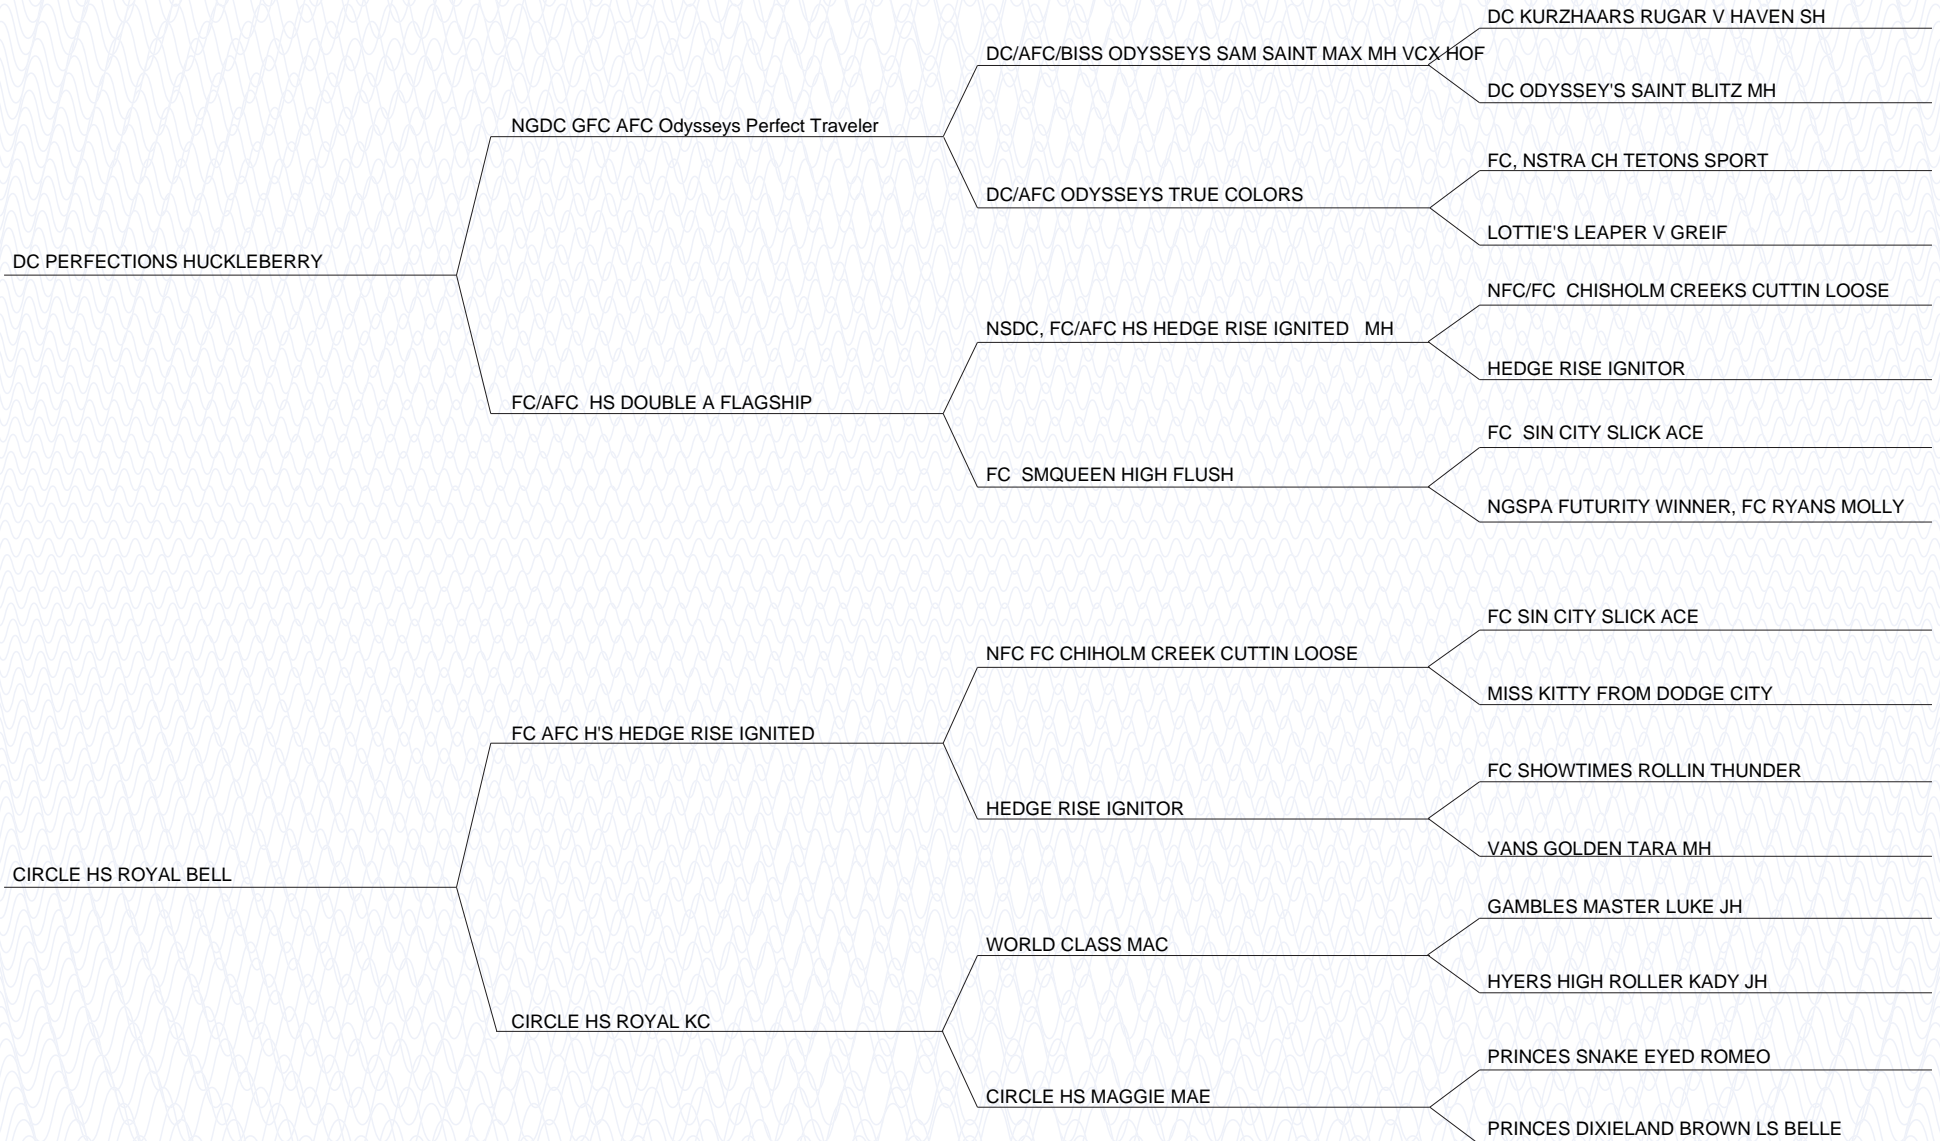 DC KURZHAARS RUGAR V HAVEN SH
DC/AFC/BISS ODYSSEYS SAM SAINT MAX MH VCX HOF
DC ODYSSEY'S SAINT BLITZ MH
NGDC GFC AFC Odysseys Perfect Traveler
FC, NSTRA CH TETONS SPORT
DC/AFC ODYSSEYS TRUE COLORS
LOTTIE'S LEAPER V GREIF
DC PERFECTIONS HUCKLEBERRY
NFC/FC  CHISHOLM CREEKS CUTTIN LOOSE
NSDC, FC/AFC HS HEDGE RISE IGNITED   MH
HEDGE RISE IGNITOR
FC/AFC  HS DOUBLE A FLAGSHIP
FC  SIN CITY SLICK ACE
FC  SMQUEEN HIGH FLUSH
NGSPA FUTURITY WINNER, FC RYANS MOLLY
FC SIN CITY SLICK ACE
NFC FC CHIHOLM CREEK CUTTIN LOOSE
MISS KITTY FROM DODGE CITY
FC AFC H'S HEDGE RISE IGNITED
FC SHOWTIMES ROLLIN THUNDER
HEDGE RISE IGNITOR
VANS GOLDEN TARA MH
CIRCLE HS ROYAL BELL
GAMBLES MASTER LUKE JH
WORLD CLASS MAC
HYERS HIGH ROLLER KADY JH
CIRCLE HS ROYAL KC
PRINCES SNAKE EYED ROMEO
CIRCLE HS MAGGIE MAE
PRINCES DIXIELAND BROWN LS BELLE